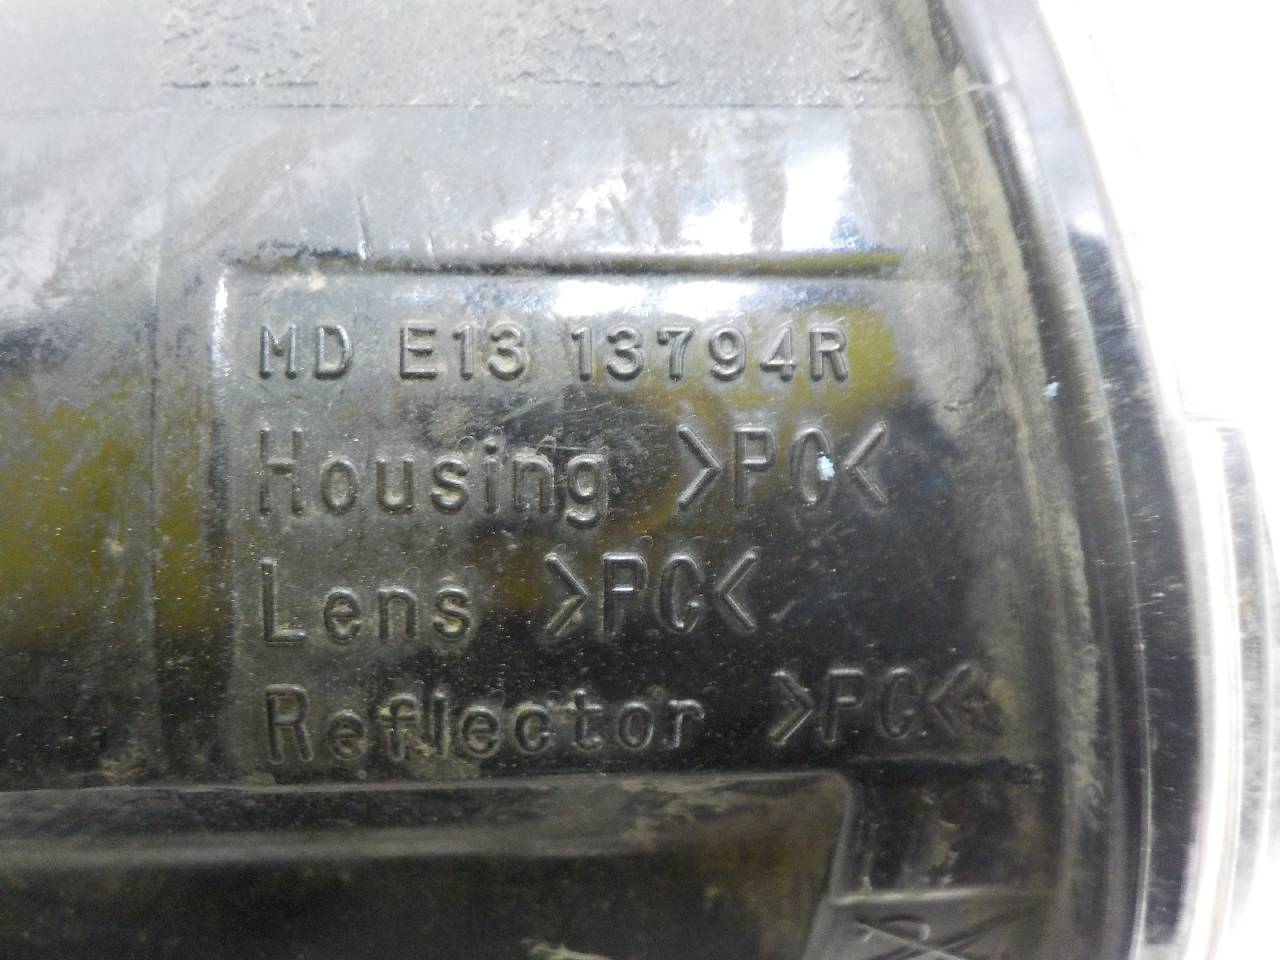 MD E13 13794R
Housing >PC<
Lens >PC<
Reflector >PC<